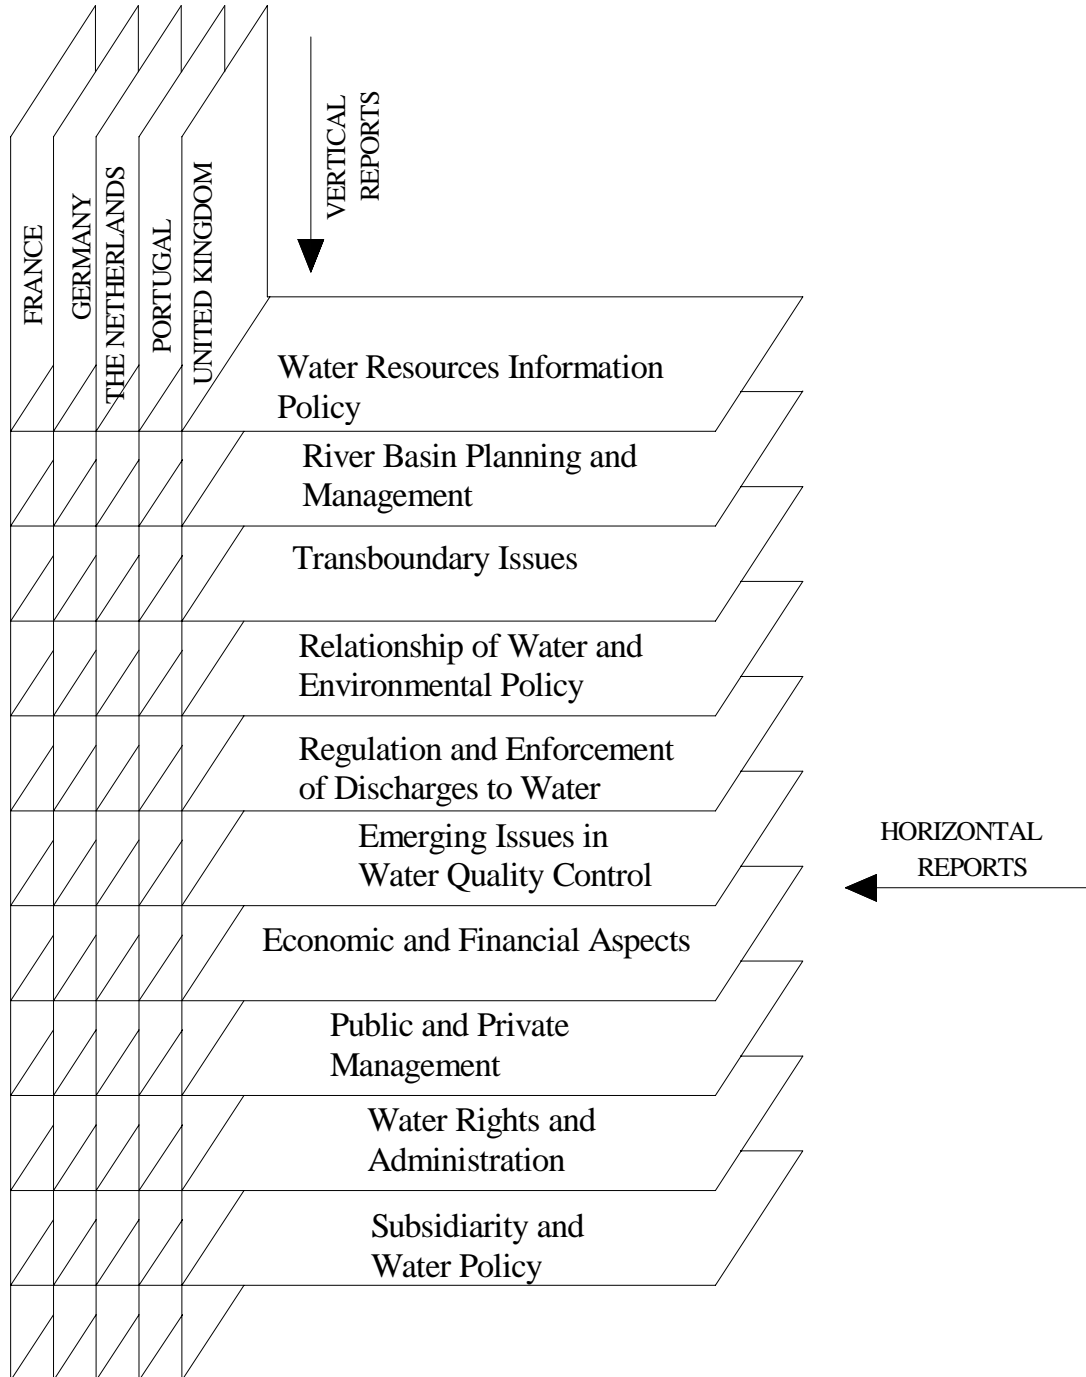 FRANCE
GERMANY
THE NETHERLANDS
PORTUGAL
UNITED KINGDOM
VERTICAL
REPORTS
Water Resources Information
Policy
River Basin Planning and
Management
Transboundary Issues
Relationship of Water and
Environmental Policy
Regulation and Enforcement
of Discharges to Water
Emerging Issues in
Water Quality Control
HORIZONTAL
REPORTS
Economic and Financial Aspects
Public and Private
Management
Water Rights and
Administration
Subsidiarity and
Water Policy